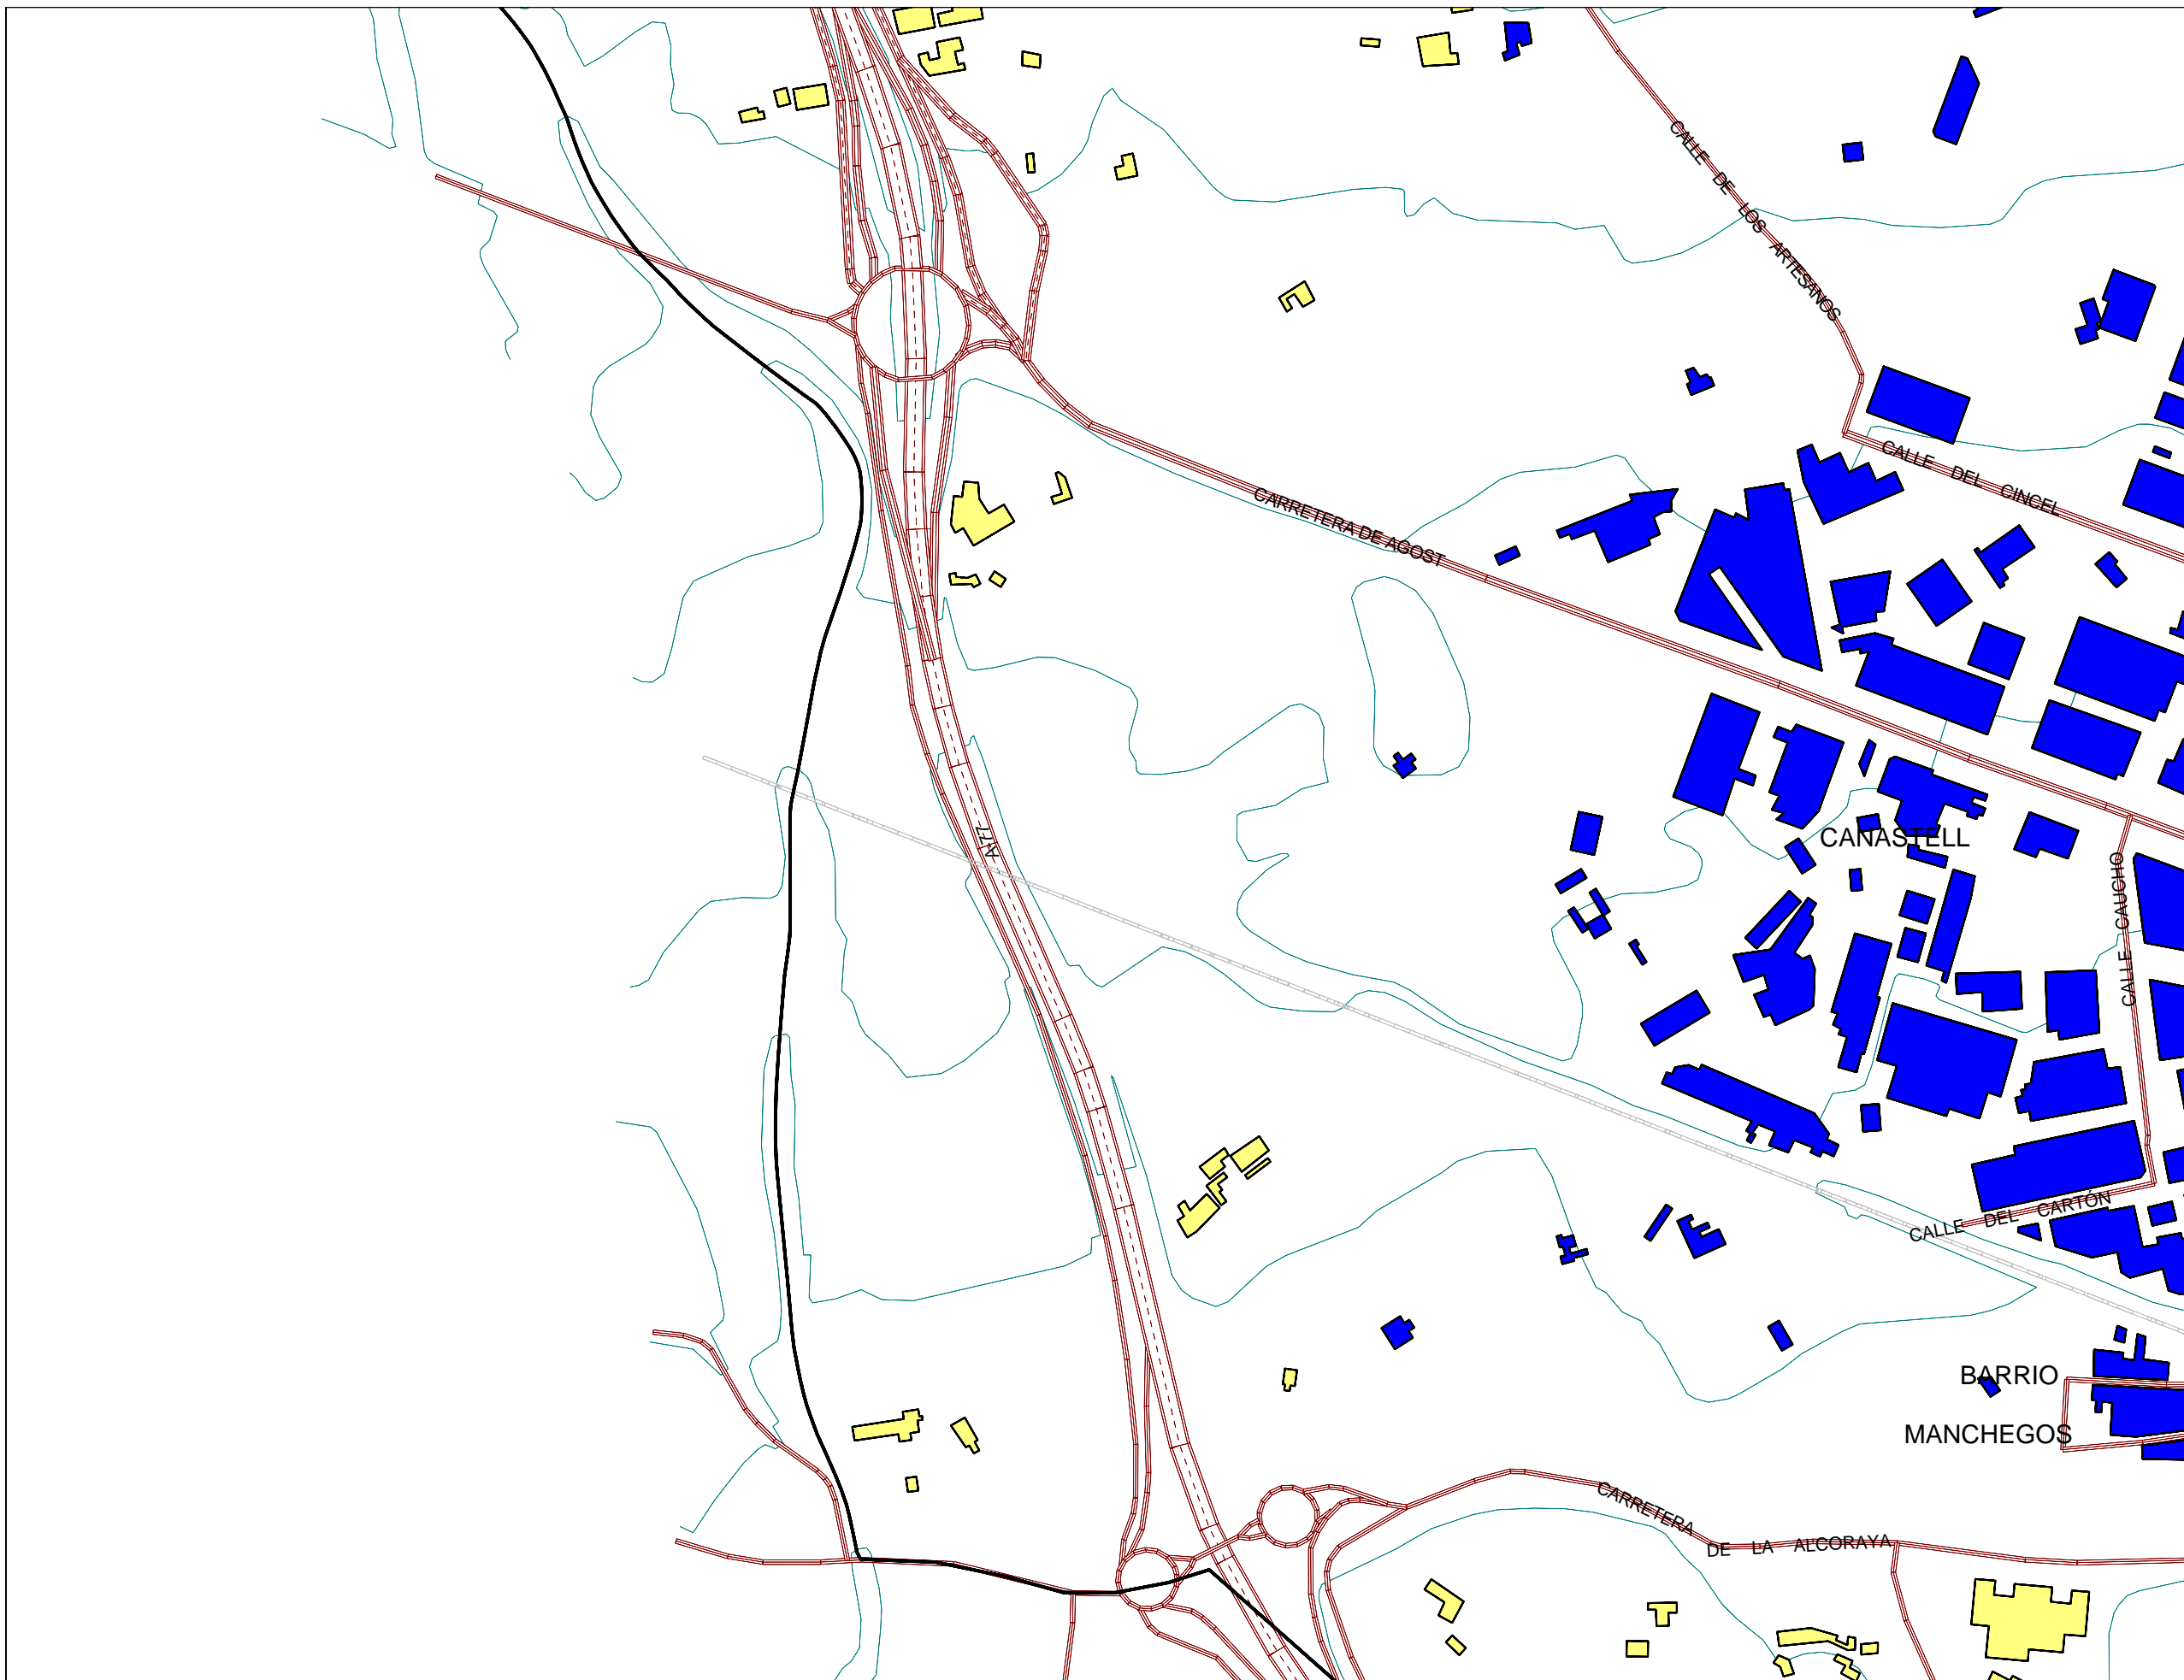 CALLE DE LOS ARTESANOS
CALLE DEL CINCEL
CARRETERA DE AGOST
A-77
CANASTELL
CALLE CAUCHO
CALLE DEL CARTÓN
BARRIO
MANCHEGOS
CARRETERA
DE LA ALCORAYA